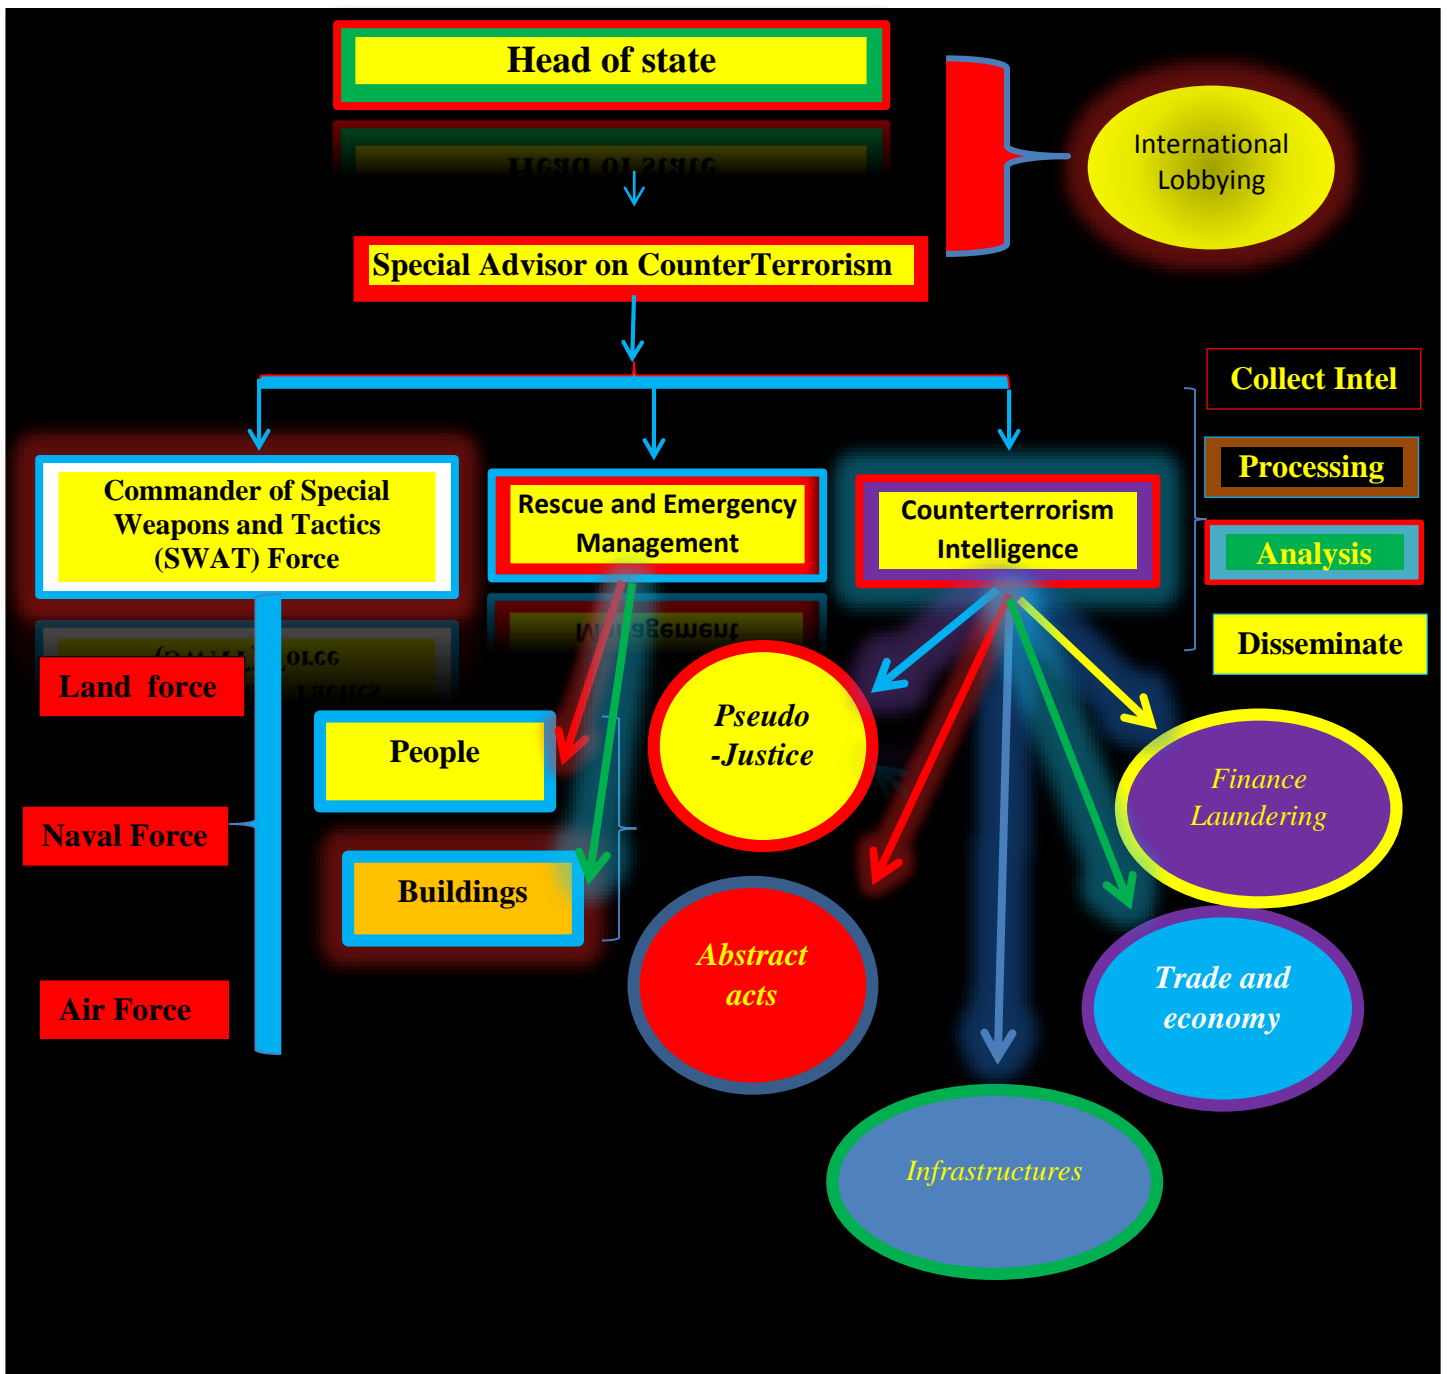 Head of state
International
Lobbying
Special Advisor on CounterTerrorism
Collect Intel
Processing
Analysis
Disseminate
Commander of Special
Weapons and Tactics
(SWAT) Force
Rescue and Emergency
Management
Counterterrorism
Intelligence
Land force
Naval Force
Air Force
People
Buildings
Pseudo
-Justice
Abstract
acts
Infrastructures
Trade and
economy
Finance
Laundering